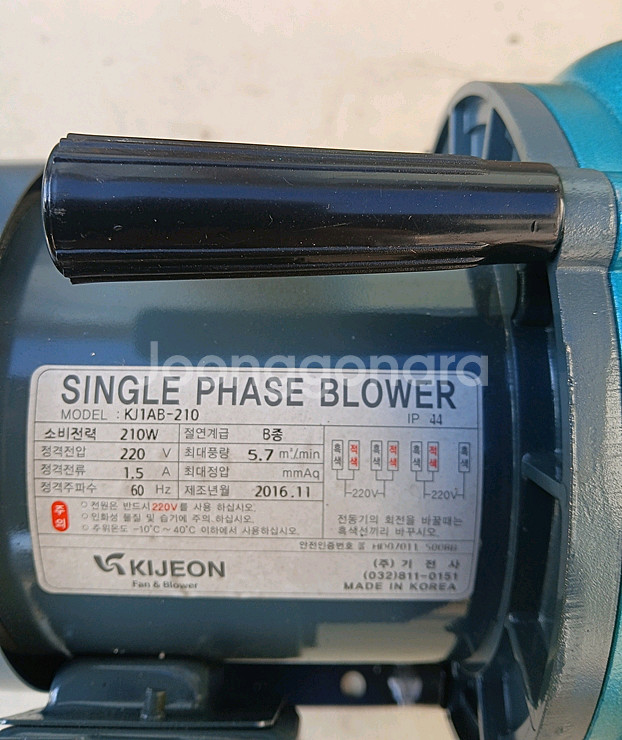 Joonggonara
SINGLE PHASE BLOWER
MODEL : KJ1AB-210 IP 44
소비전력 210W 절연계급 B종
정격전압 220 V 최대풍량 5.7 m³/min
정격전류 1.5 A 최대정압 mmAq
정격주파수 60 Hz 제조년월 2016.11
흑색 적색 흑색 적색 흑색 적색 흑색
220V 220V
주의
전원은 반드시 220V를 사용 하십시오.
인화성 물질 및 습기에 주의.하십시오.
주위온도 -10℃~40℃ 이하에서 사용하십시오.
전동기의 회전을 바꿀때는
흑색선끼리 바꾸시오.
안전인증번호
KIJEON
Fan & Blower
(주) 기 전 사
(032)811-0151
MADE IN KOREA